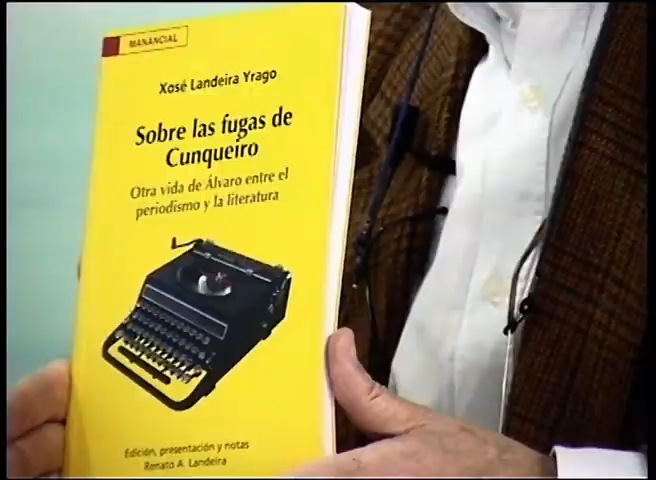 MANANCIAL
Xosé Landeira Yrago
Sobre las fugas de
Cunqueiro
Otra vida de Álvaro entre el
periodismo y la literatura
Edición, presentación y notas
Renato A. Landeira